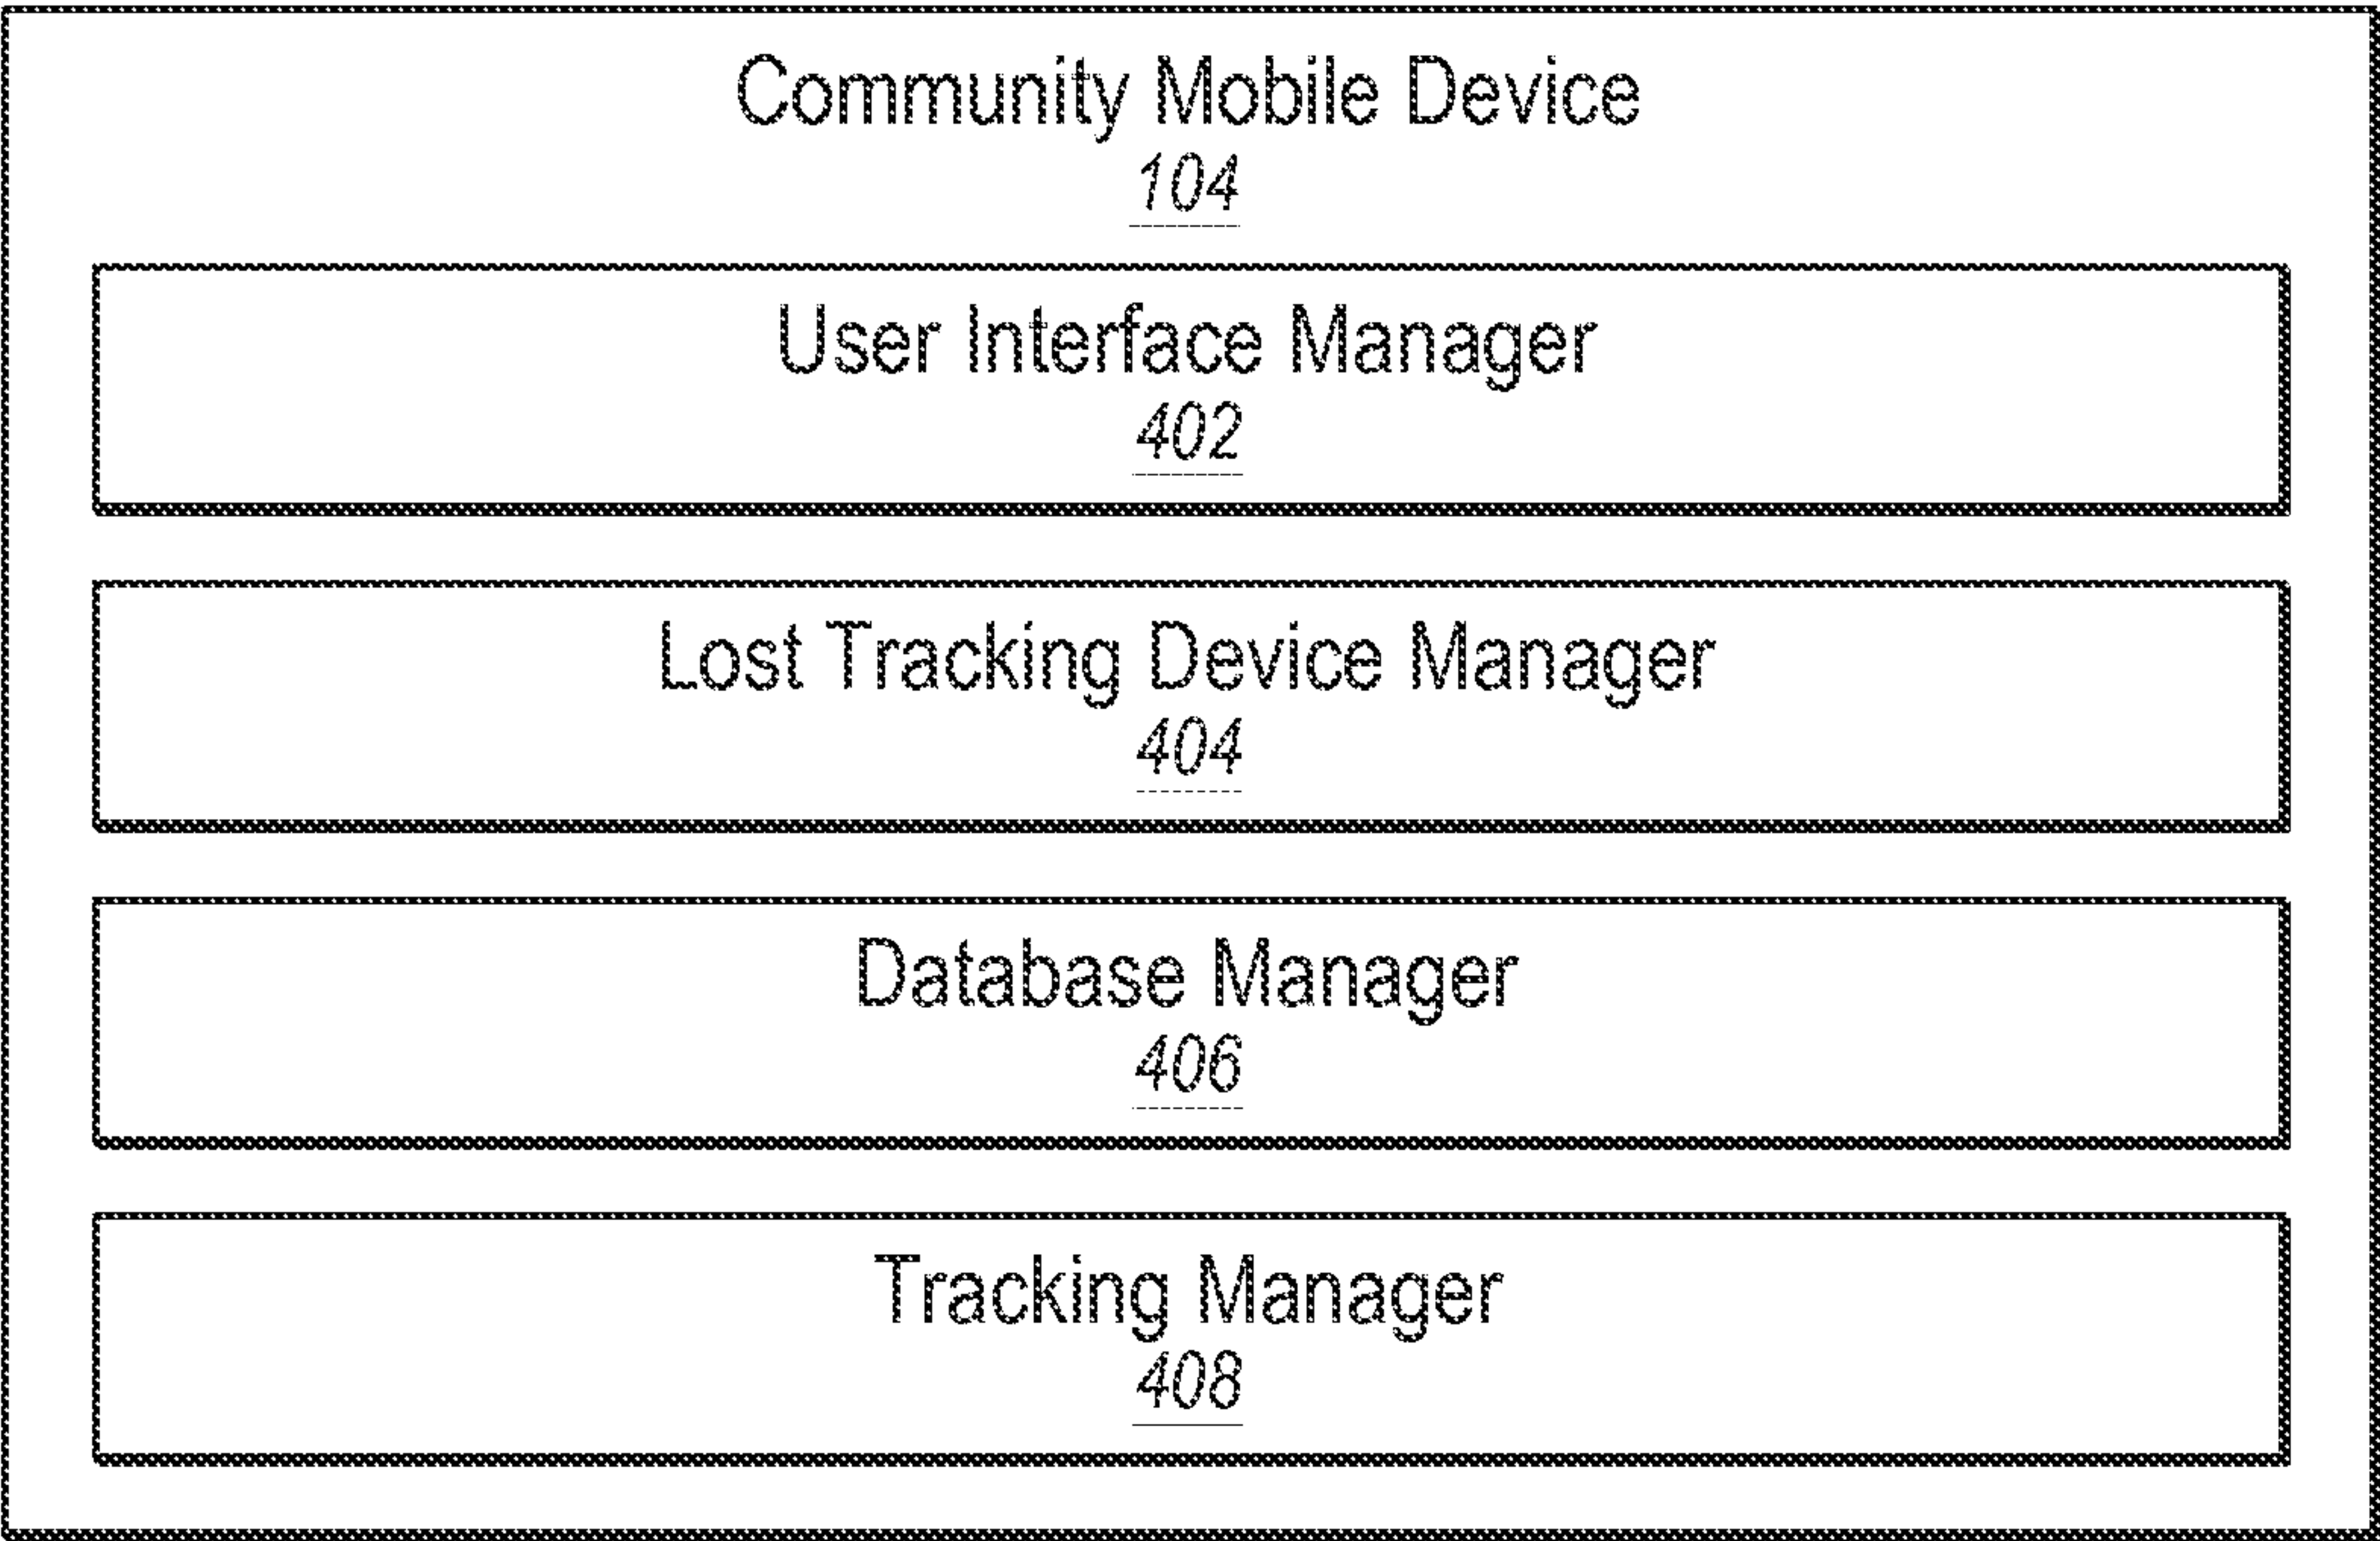 Community Mobile Device
104
User Interface Manager
402
Lost Tracking Device Manager
404
Database Manager
406
Tracking Manager
408